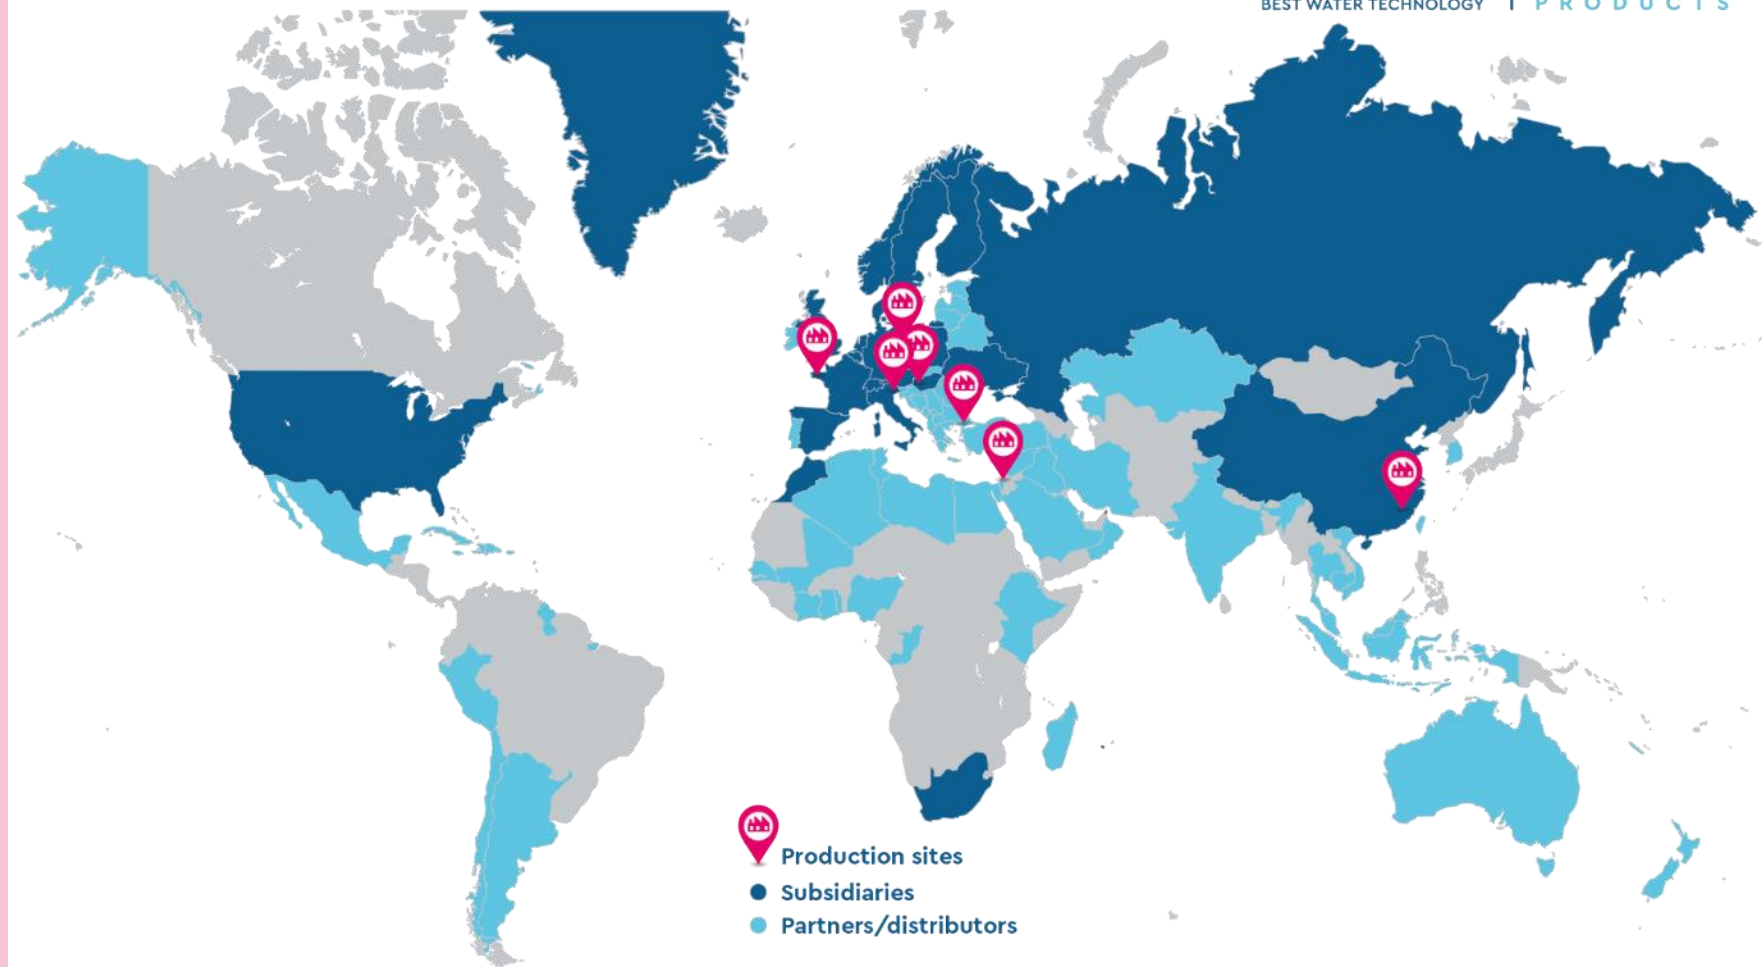 BEST WATER TECHNOLOGY | PRODUCTS
Production sites
Subsidiaries
Partners/distributors